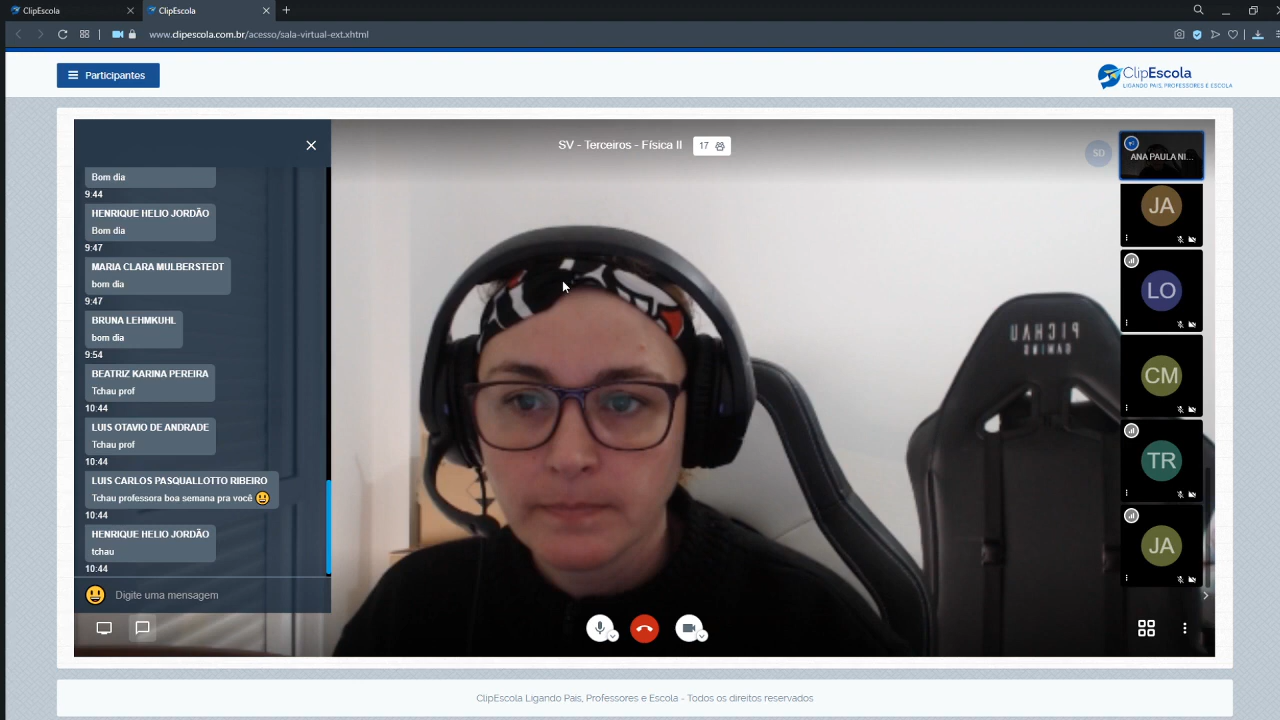 ClipEscola
ClipEscola
www.clipescola.com.br/acesso/sala-virtual-ext.xhtml
Participantes
ClipEscola
LIGANDO PAIS, PROFESSORES E ESCOLA
SV - Terceiros - Física II 17
SD
ANA PAULA NI...
Bom dia
9:44
HENRIQUE HELIO JORDÃO
Bom dia
9:47
MARIA CLARA MULBERSTEDT
bom dia
9:47
BRUNA LEHMKUHL
bom dia
9:54
BEATRIZ KARINA PEREIRA
Tchau prof
10:44
LUIS OTAVIO DE ANDRADE
Tchau prof
10:44
LUIS CARLOS PASQUALLOTTO RIBEIRO
Tchau professora boa semana pra você 😃
10:44
HENRIQUE HELIO JORDÃO
tchau
10:44
Digite uma mensagem
JA
LO
CM
TR
JA
PICHAU
GAMING
ClipEscola Ligando Pais, Professores e Escola - Todos os direitos reservados